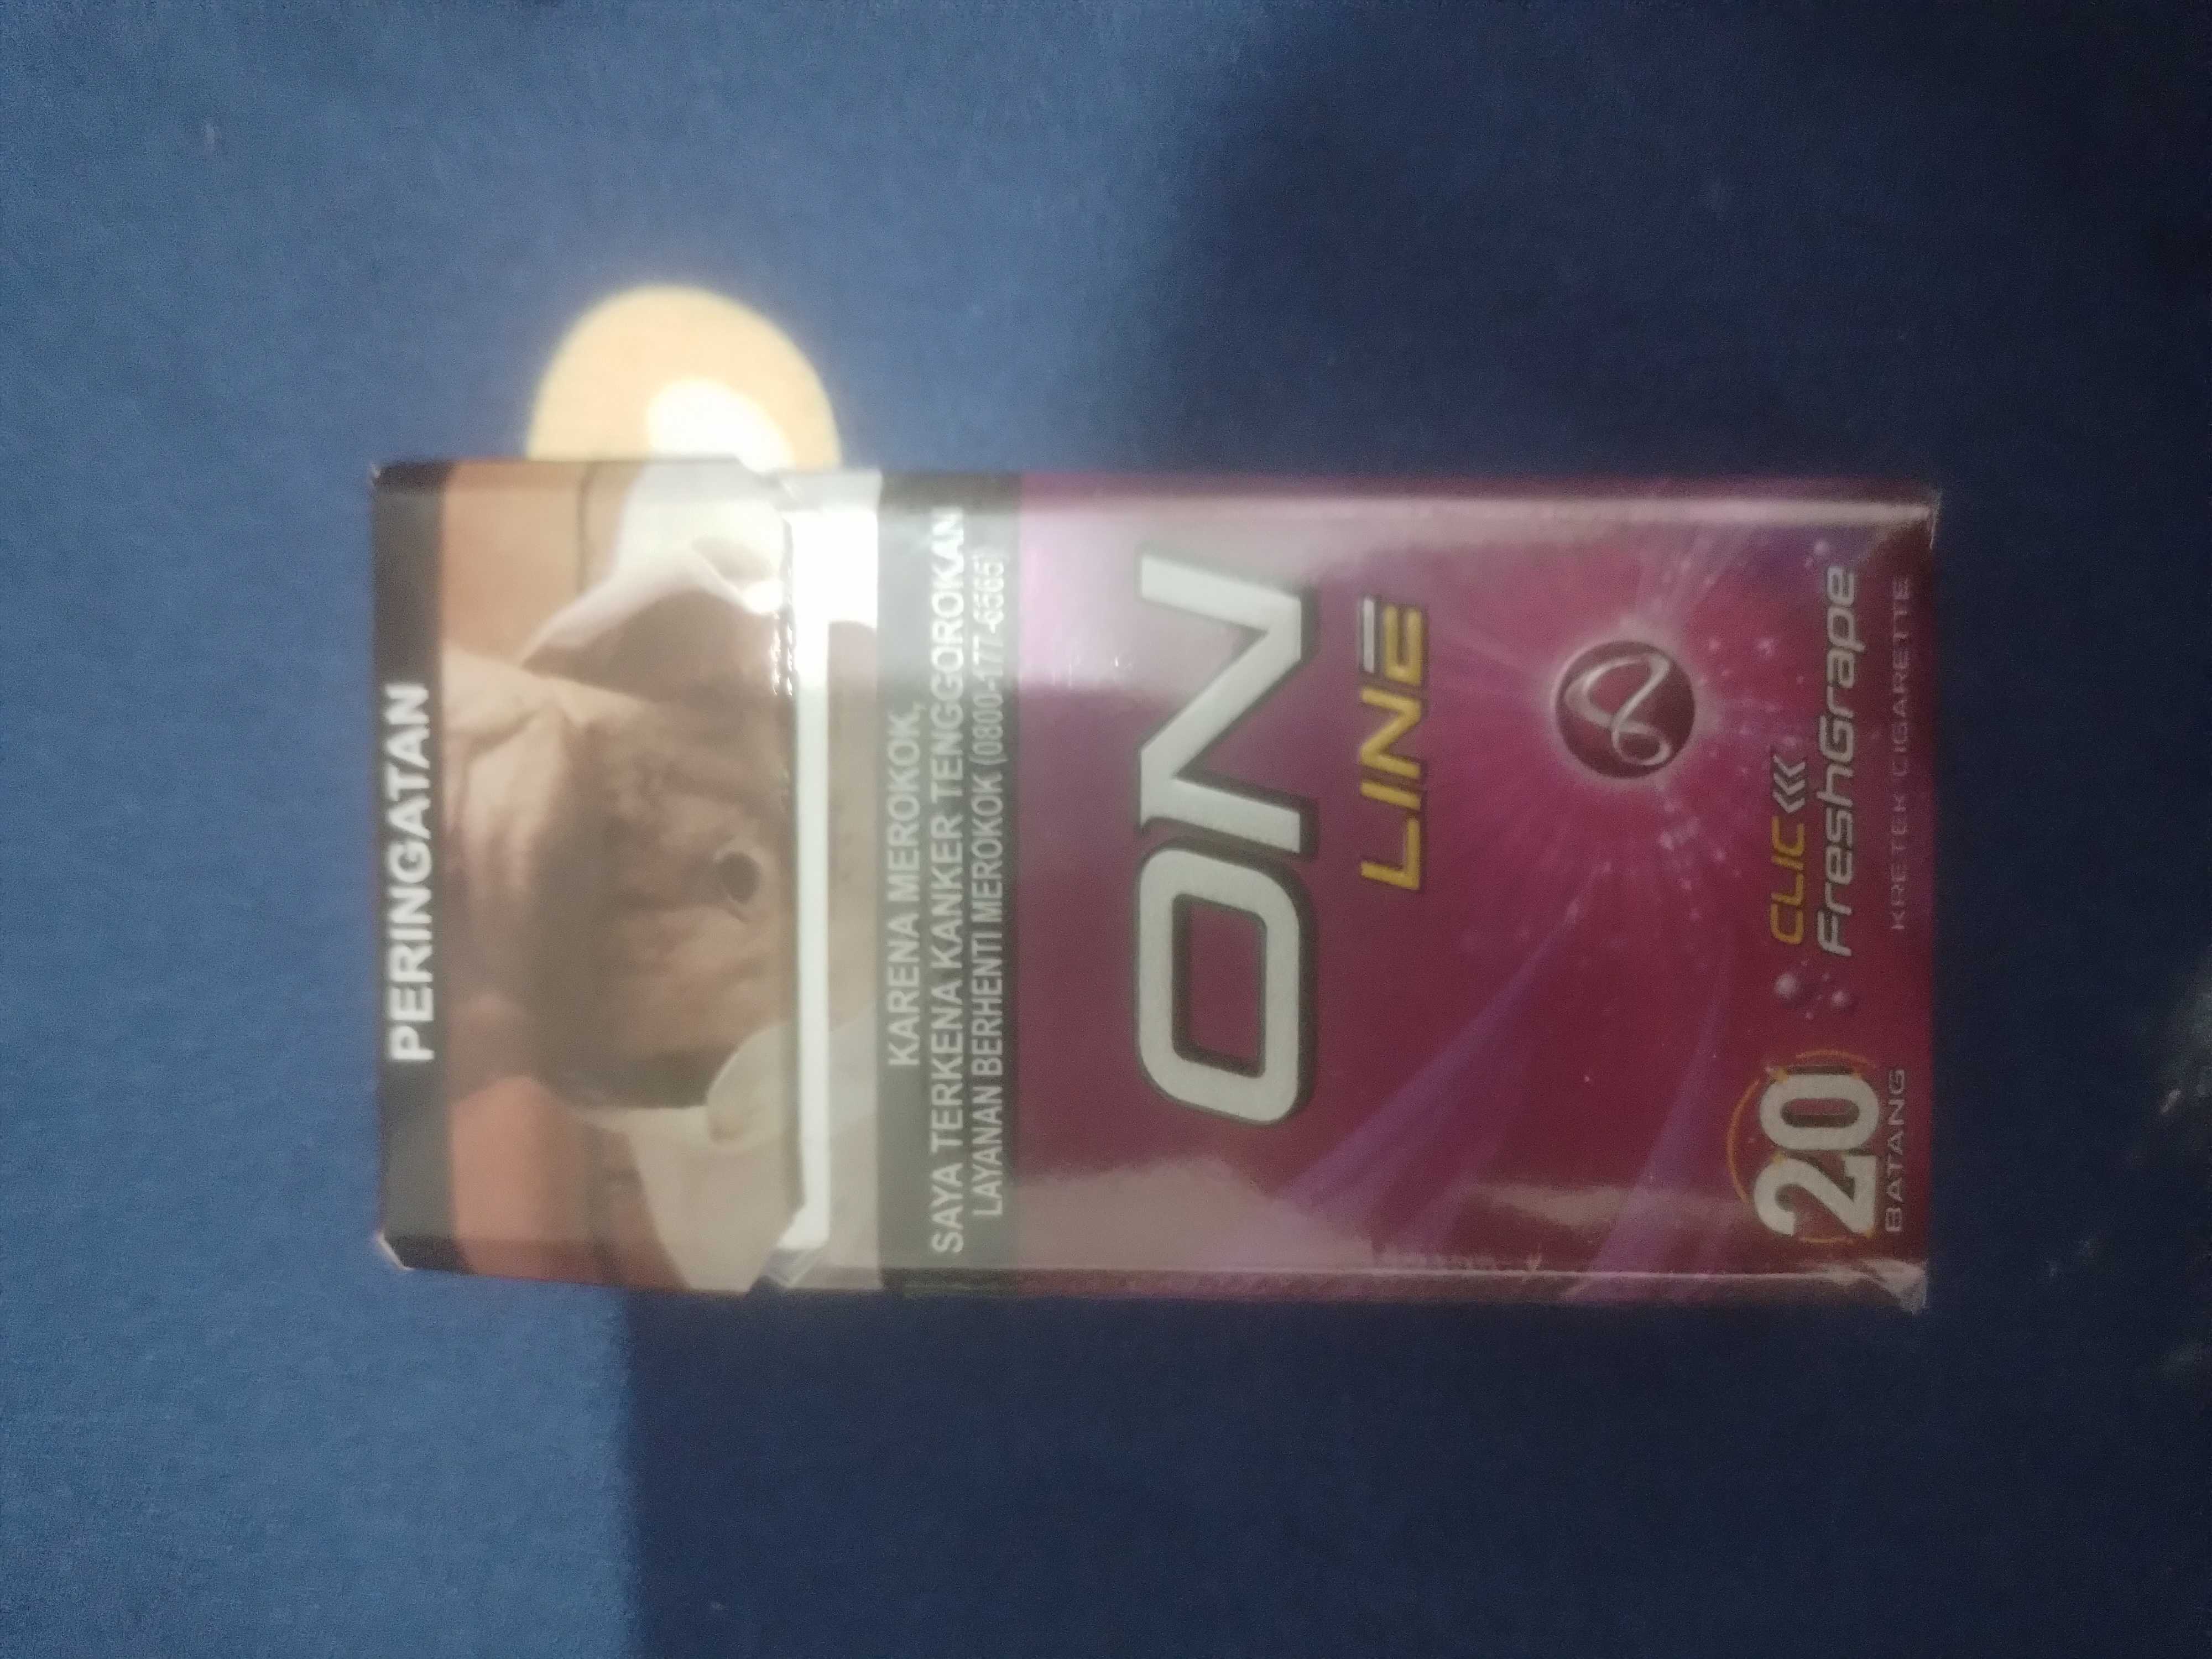 PERINGATAN
KARENA MEROKOK,
SAYA TERKENA KANKER TENGGOROKAN
LAYANAN BERHENTI MEROKOK (0800-177-6565)
ON
LINE
CLIC
FreshGrape
KRETEK CIGARETTE
20
BATANG